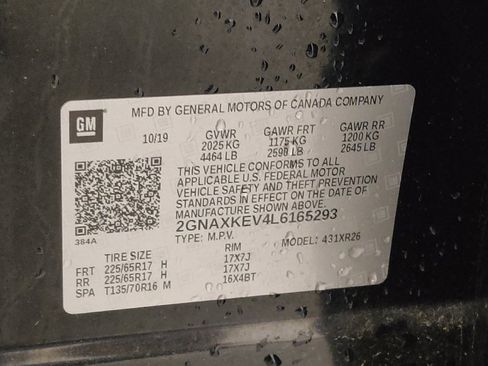 GM
MFD BY GENERAL MOTORS OF CANADA COMPANY
10/19 GVWR GAWR FRT GAWR RR
2025 KG 1175 KG 1200 KG
4464 LB 2590 LB 2645 LB
THIS VEHICLE CONFORMS TO ALL
APPLICABLE U.S. FEDERAL MOTOR
VEHICLE SAFETY AND THEFT PREVENTION
STANDARDS IN EFFECT ON THE DATE OF
MANUFACTURE.
2GNAXKEV4L6165293
TYPE: M.P.V. MODEL: 431XR26
384A
TIRE SIZE RIM
FRT 225/65R17 H 17X7J
RR 225/65R17 H 17X7J
SPA T135/70R16 M 16X4BT